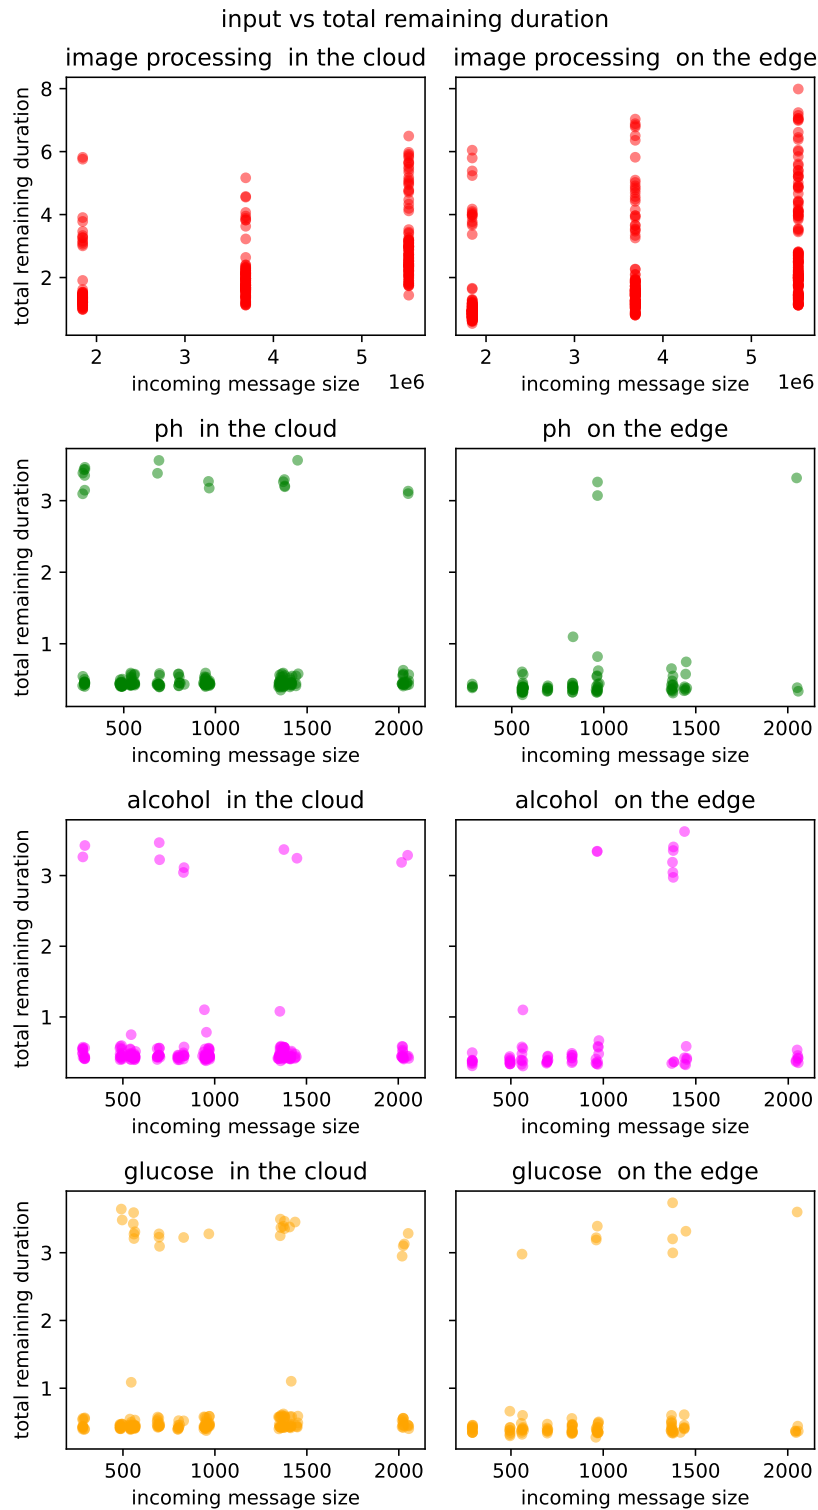 input vs total remaining duration
image processing  in the cloud
image processing  on the edge
total remaining duration
8
6
4
2
2 3 4 5
1e6
incoming message size
2 3 4 5
1e6
incoming message size
ph  in the cloud
ph  on the edge
total remaining duration
3
2
1
500 1000 1500 2000
incoming message size
500 1000 1500 2000
incoming message size
alcohol  in the cloud
alcohol  on the edge
total remaining duration
3
2
1
500 1000 1500 2000
incoming message size
500 1000 1500 2000
incoming message size
glucose  in the cloud
glucose  on the edge
total remaining duration
3
2
1
500 1000 1500 2000
incoming message size
500 1000 1500 2000
incoming message size